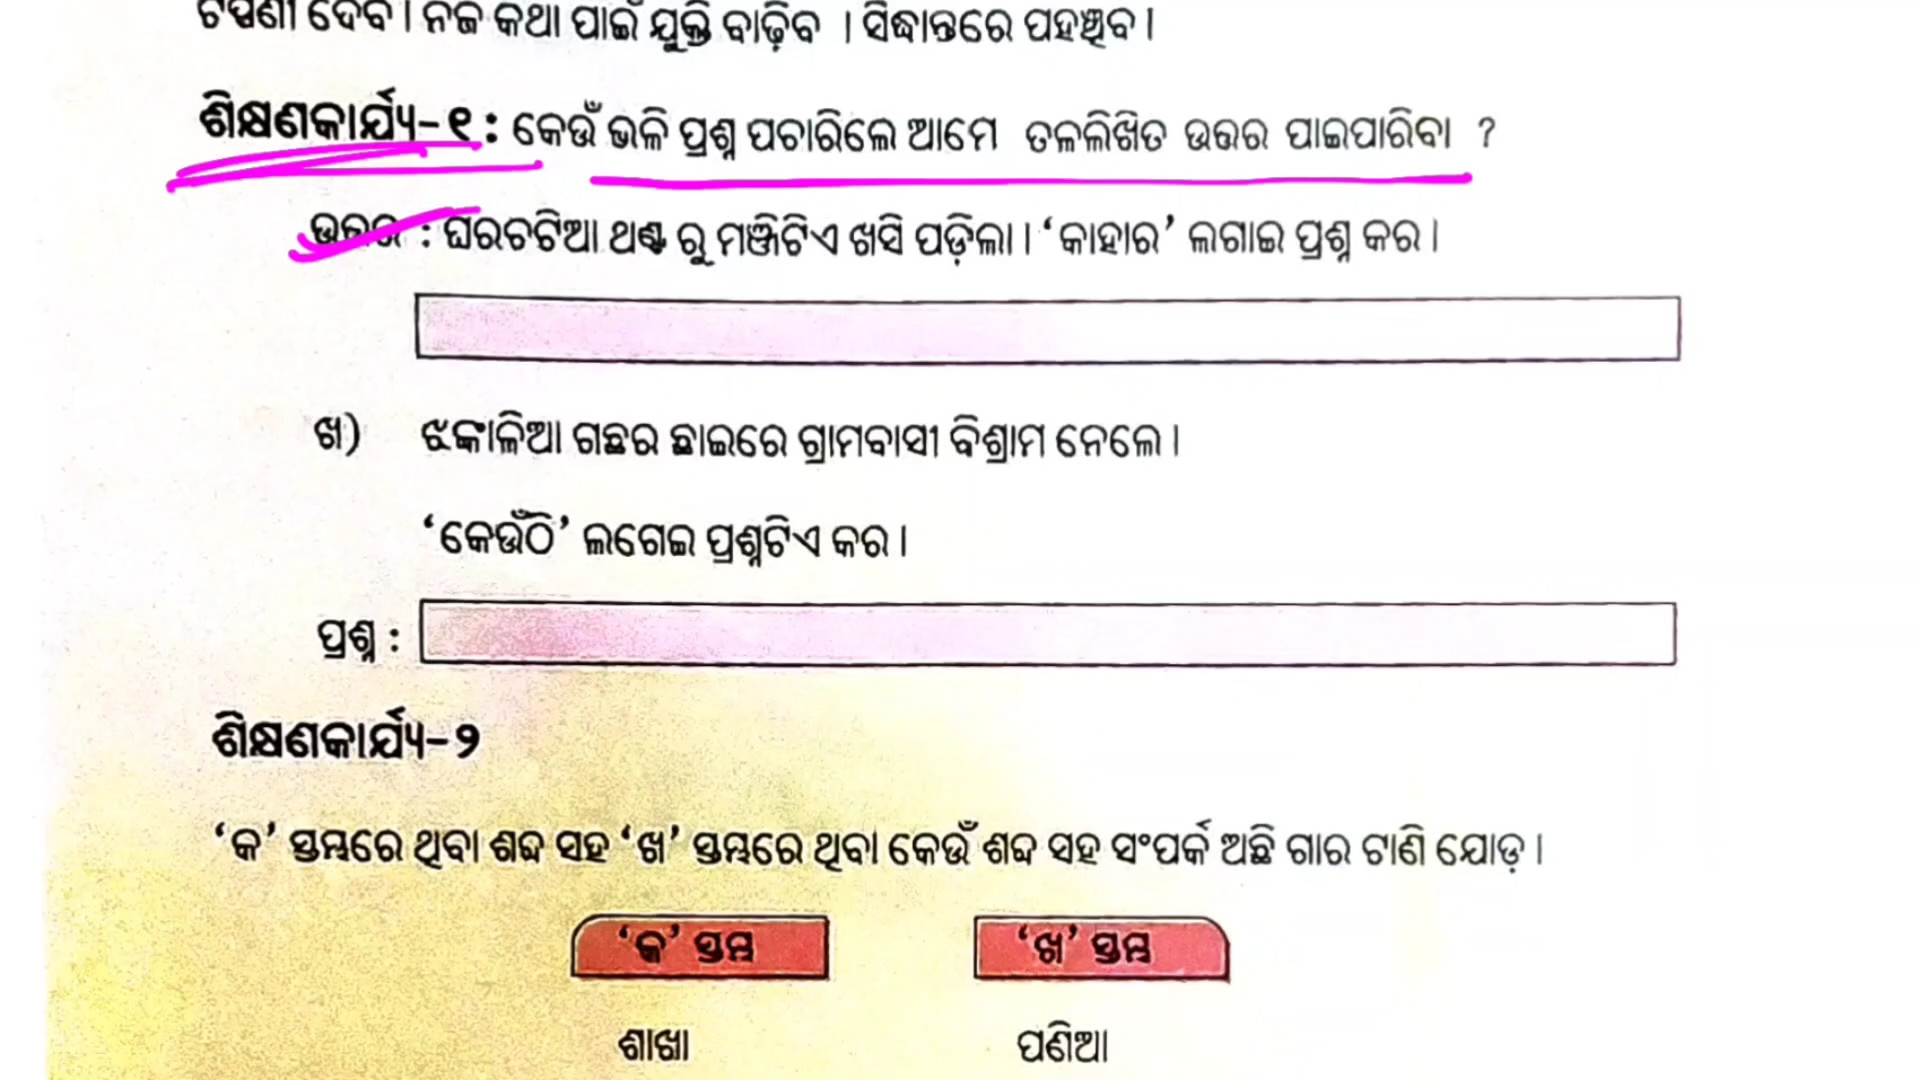 ଟିପ୍ପଣୀ ଦେବ । ନିଜ କଥା ପାଇଁ ଯୁକ୍ତି ବାଢ଼ିବ । ସିଦ୍ଧାନ୍ତରେ ପହଞ୍ଚିବ ।
ଶିକ୍ଷଣକାର୍ଯ୍ୟ-୧ : କେଉଁ ଭଳି ପ୍ରଶ୍ନ ପଚାରିଲେ ଆମେ ତଳଲିଖିତ ଉତ୍ତର ପାଇପାରିବା ?
ଉତ୍ତର : ଘରଚଟିଆ ଥଣ୍ଟ ରୁ ମଞ୍ଜିଟିଏ ଖସି ପଡ଼ିଲା । ‘କାହାର’ ଲଗାଇ ପ୍ରଶ୍ନ କର ।
ଖ) ଝଙ୍କାଳିଆ ଗଛର ଛାଇରେ ଗ୍ରାମବାସୀ ବିଶ୍ରାମ ନେଲେ ।
‘କେଉଁଠି’ ଲଗେଇ ପ୍ରଶ୍ନଟିଏ କର ।
ପ୍ରଶ୍ନ :
ଶିକ୍ଷଣକାର୍ଯ୍ୟ-୨
‘କ’ ସ୍ତମ୍ଭରେ ଥିବା ଶବ୍ଦ ସହ ‘ଖ’ ସ୍ତମ୍ଭରେ ଥିବା କେଉଁ ଶବ୍ଦ ସହ ସଂପର୍କ ଅଛି ଗାର ଟାଣି ଯୋଡ଼ ।
‘କ’ ସ୍ତମ୍ଭ ‘ଖ’ ସ୍ତମ୍ଭ
ଶାଖା ପଣିଆ